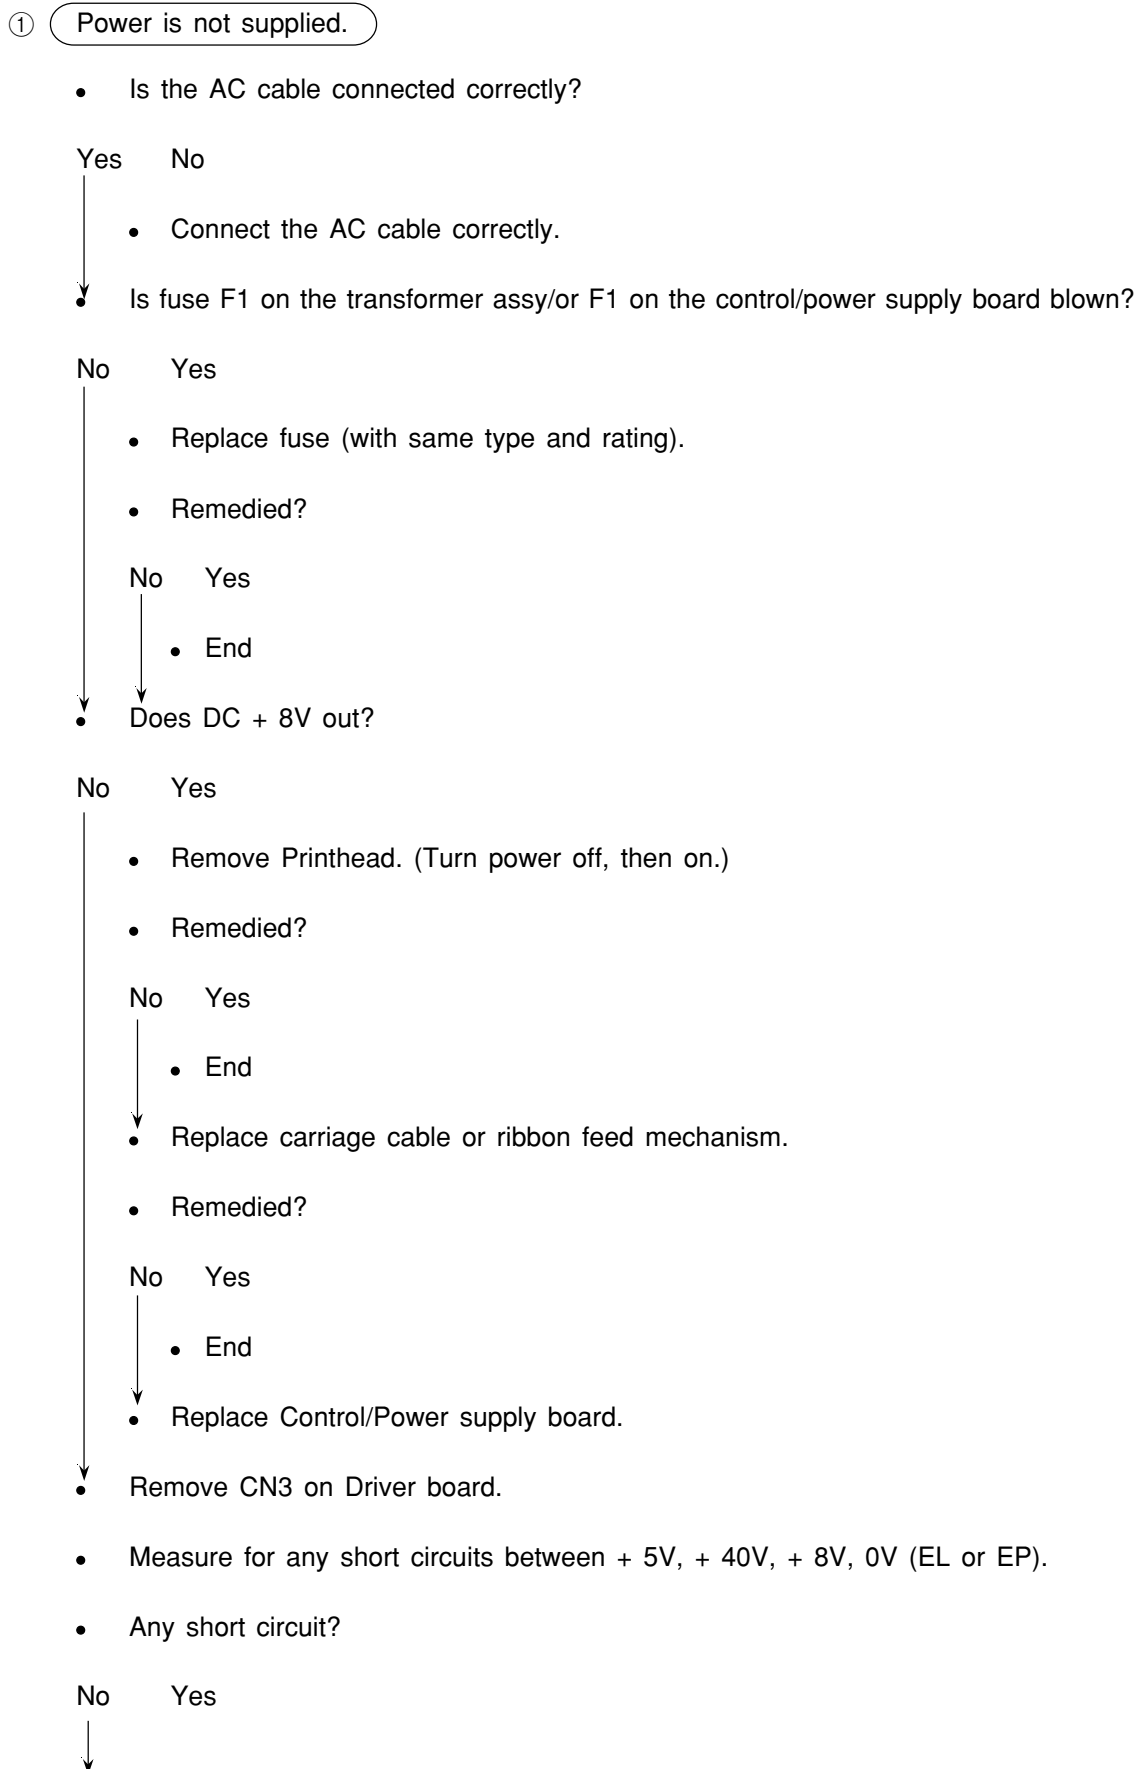 ① Power is not supplied.
• Is the AC cable connected correctly?
Yes No
• Connect the AC cable correctly.
• Is fuse F1 on the transformer assy/or F1 on the control/power supply board blown?
No Yes
• Replace fuse (with same type and rating).
• Remedied?
No Yes
• End
• Does DC + 8V out?
No Yes
• Remove Printhead. (Turn power off, then on.)
• Remedied?
No Yes
• End
• Replace carriage cable or ribbon feed mechanism.
• Remedied?
No Yes
• End
• Replace Control/Power supply board.
• Remove CN3 on Driver board.
• Measure for any short circuits between + 5V, + 40V, + 8V, 0V (EL or EP).
• Any short circuit?
No Yes